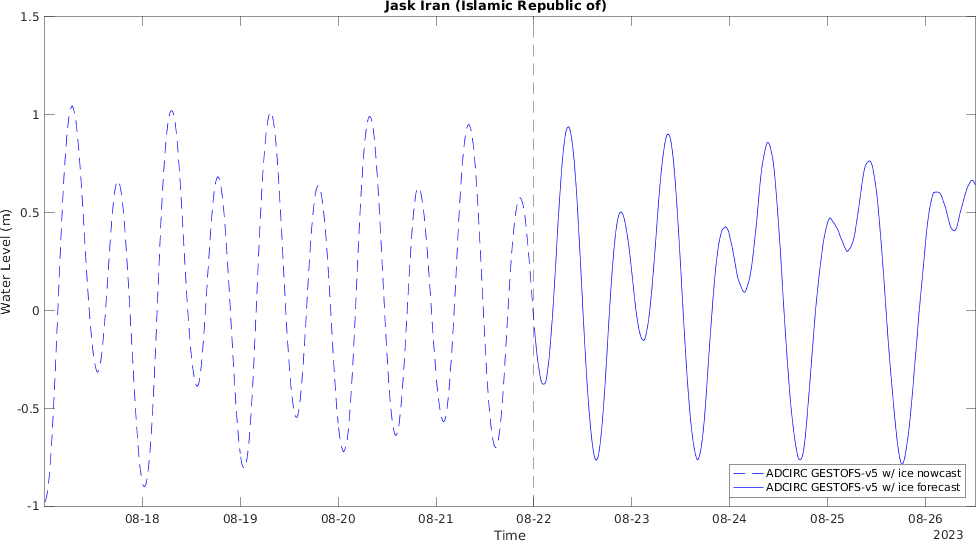 Jask Iran (Islamic Republic of)
1.5
1
0.5
0
-0.5
-1
Water Level (m)
08-18 08-19 08-20 08-21 08-22 08-23 08-24 08-25 08-26
Time
2023
ADCIRC GESTOFS-v5 w/ ice nowcast
ADCIRC GESTOFS-v5 w/ ice forecast